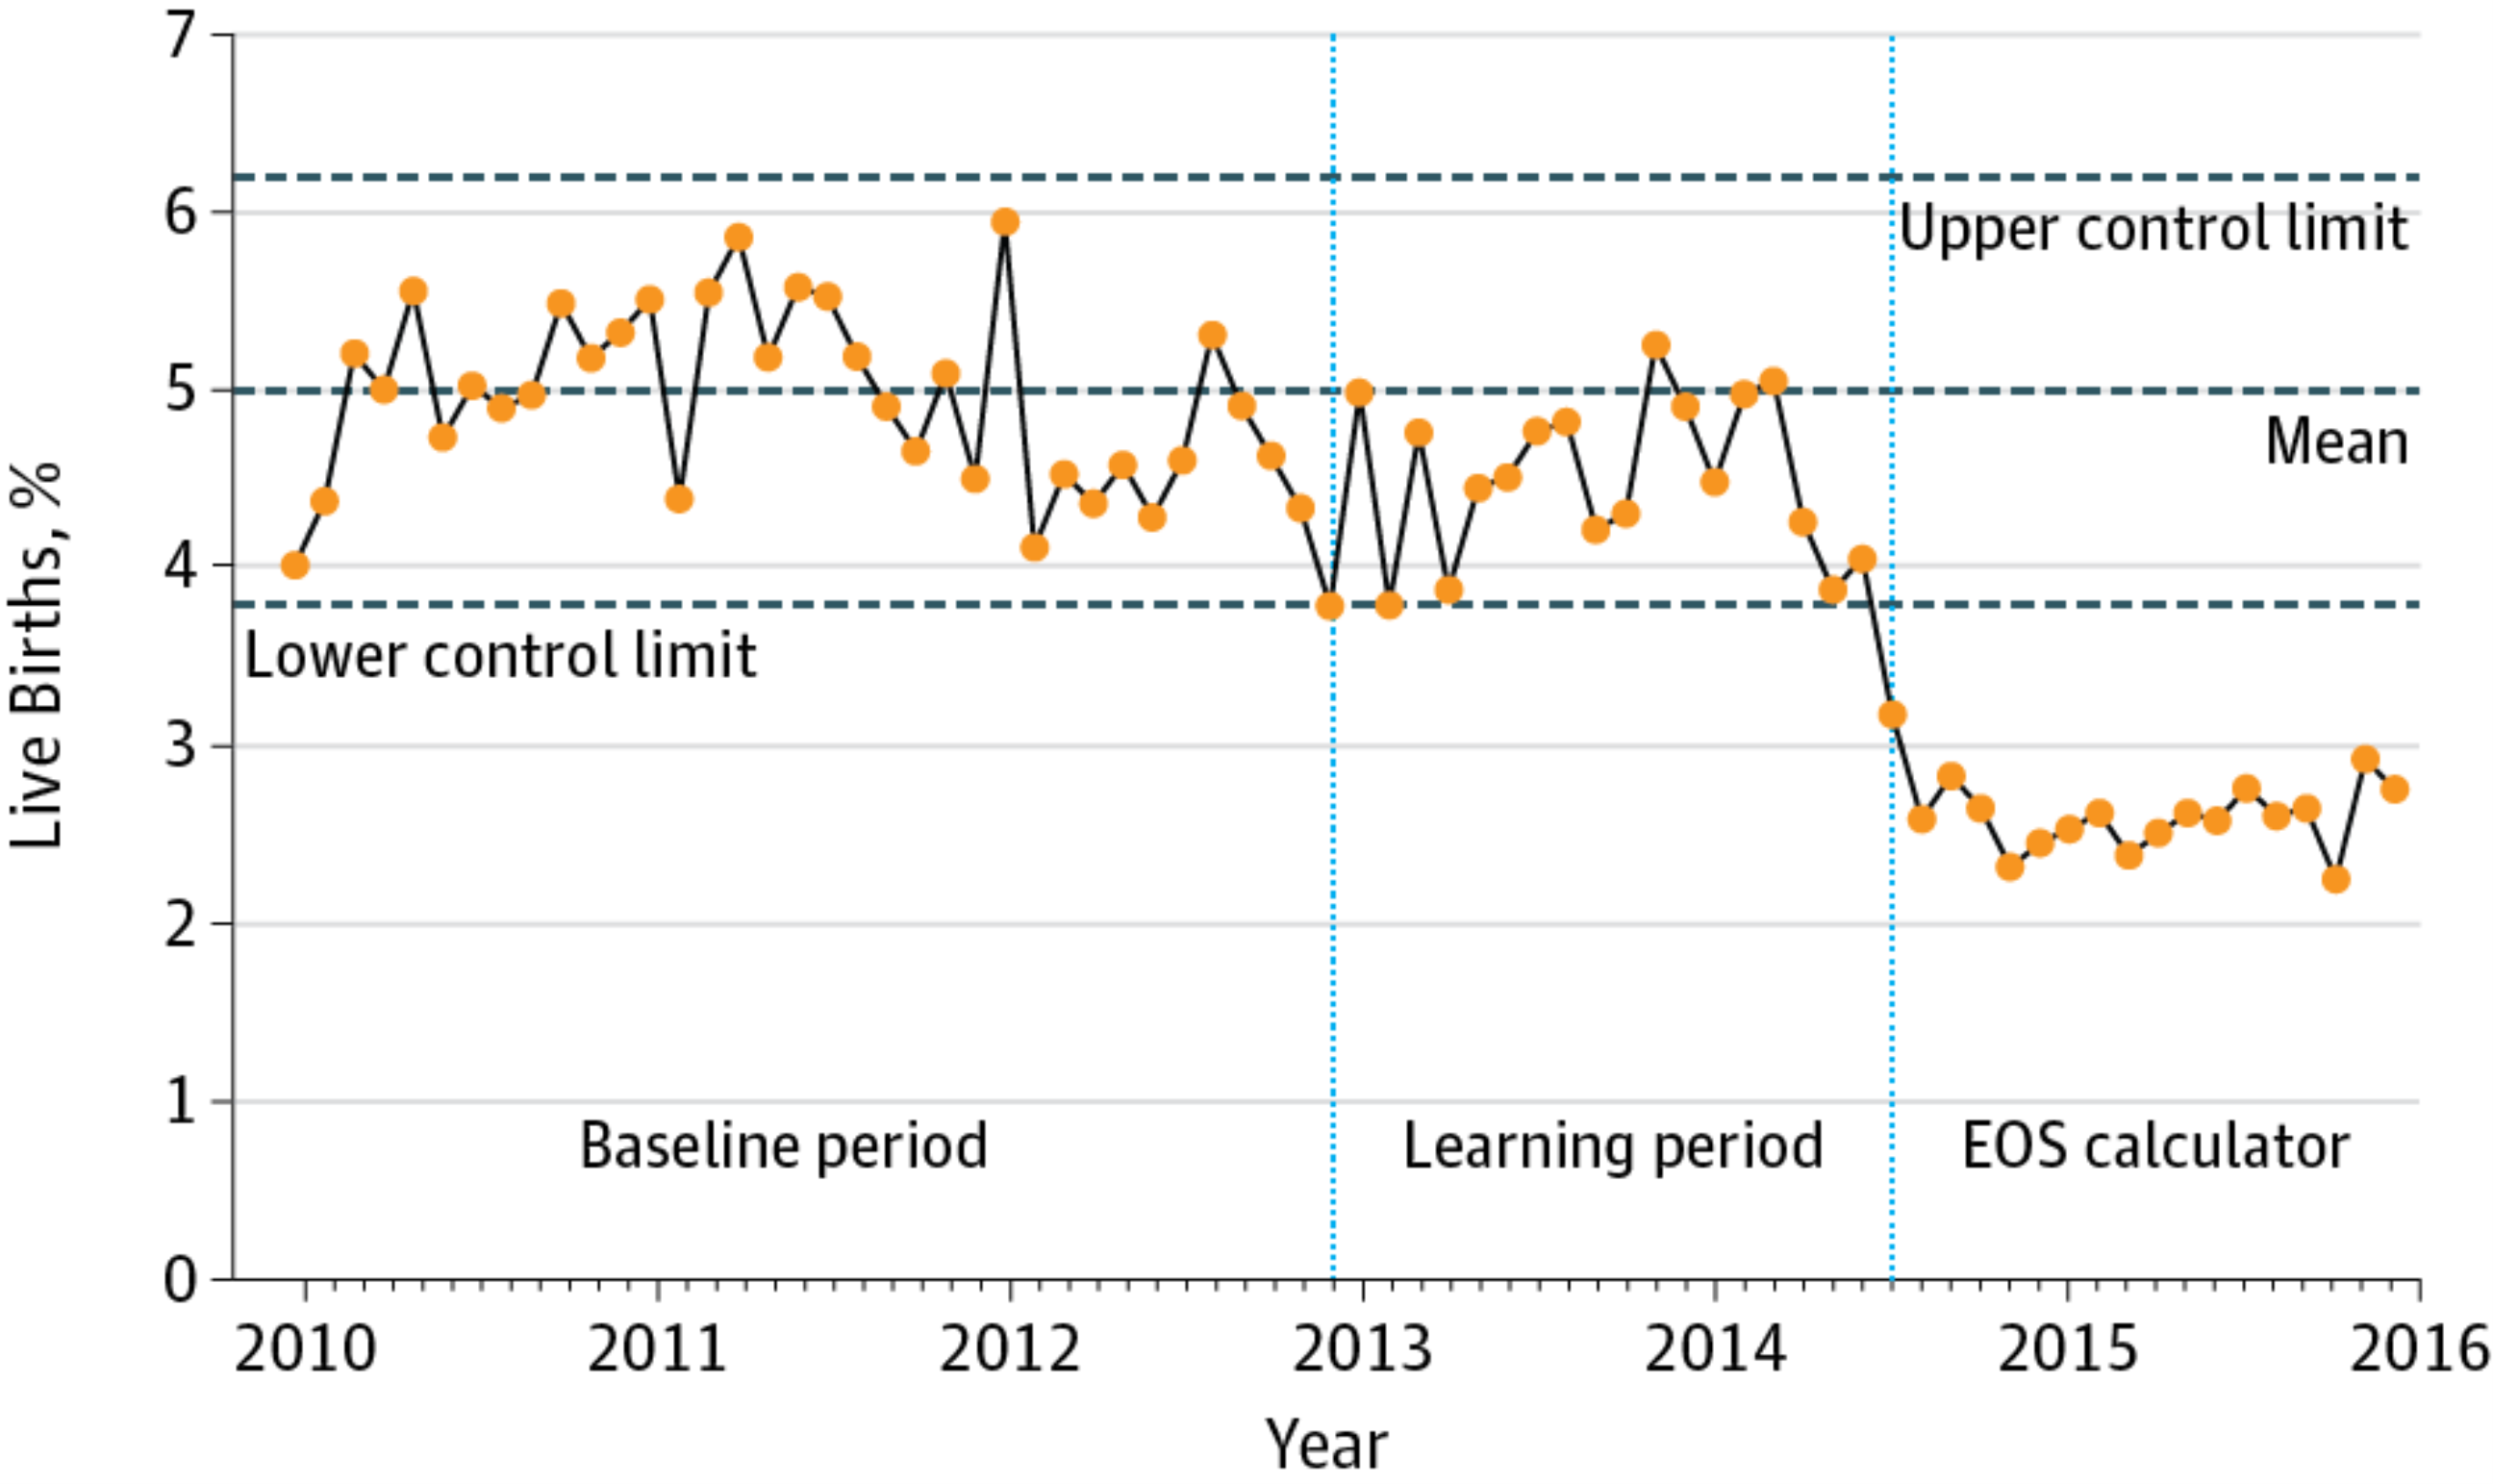 7
6
5
4
3
2
1
0
Live Births, %
Upper control limit
Mean
Lower control limit
Baseline period
Learning period
EOS calculator
2010
2011
2012
2013
2014
2015
2016
Year